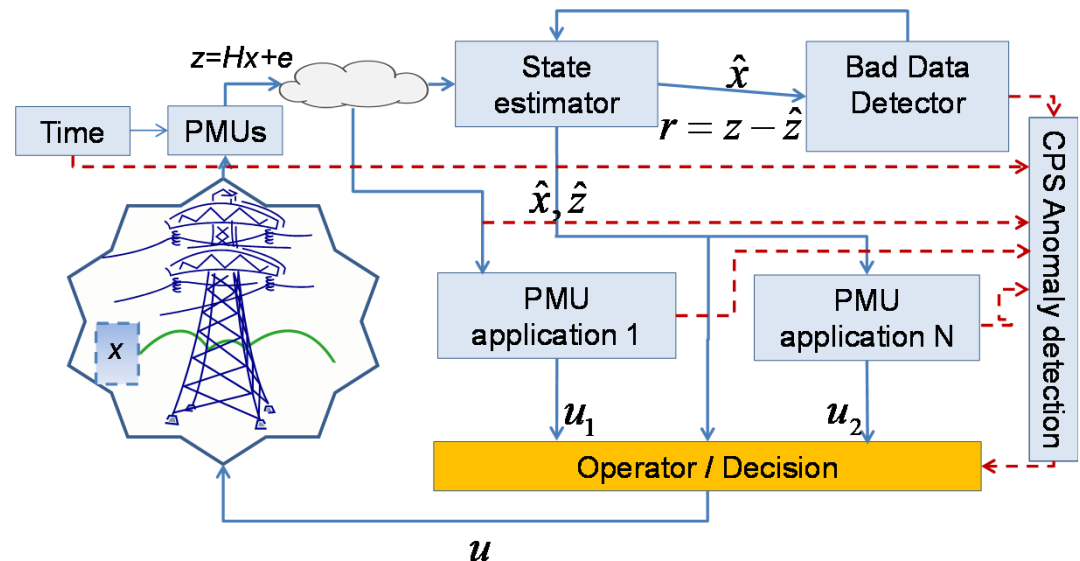 z=Hx+e
State
estimator
x̂
r = z − ẑ
Bad Data
Detector
Time
PMUs
CPS Anomaly detection
x̂, ẑ
x
PMU
application 1
PMU
application N
u₁
u₂
Operator / Decision
u